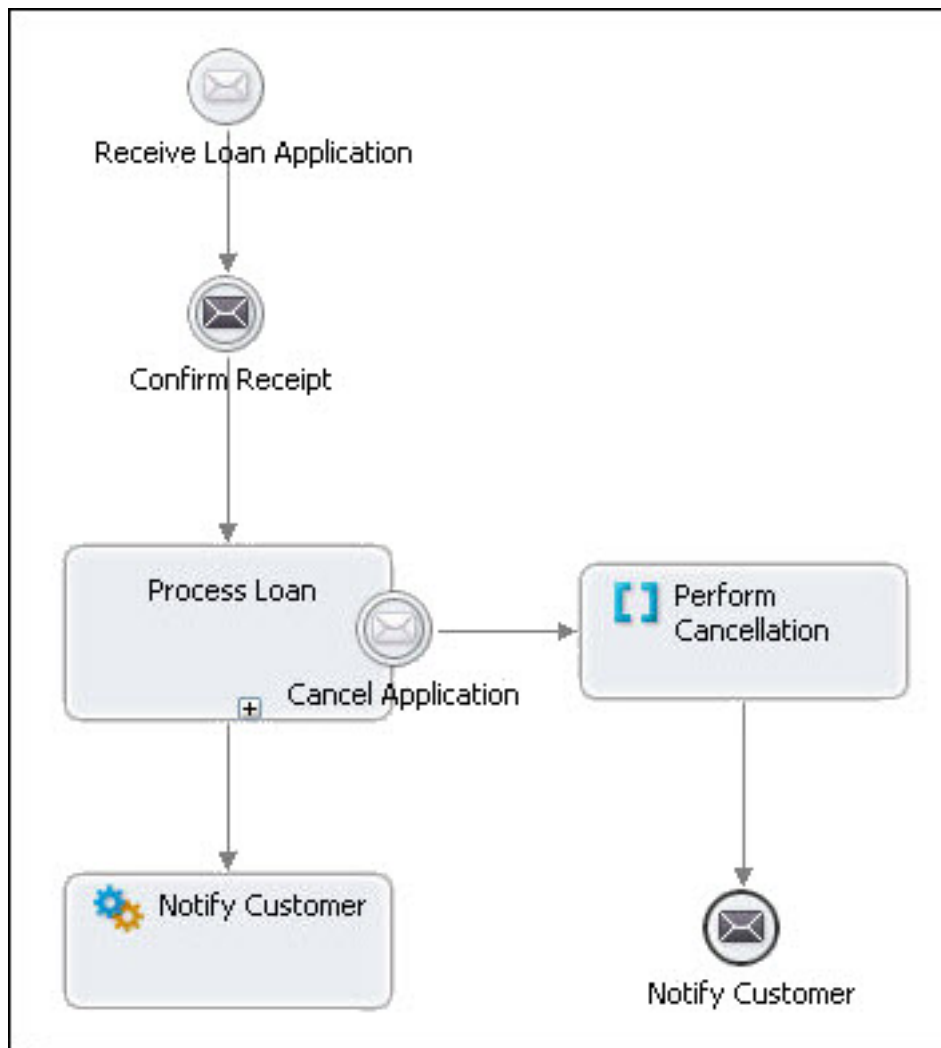 Receive Loan Application
Confirm Receipt
Process Loan
Cancel Application
Perform
Cancellation
Notify Customer
Notify Customer